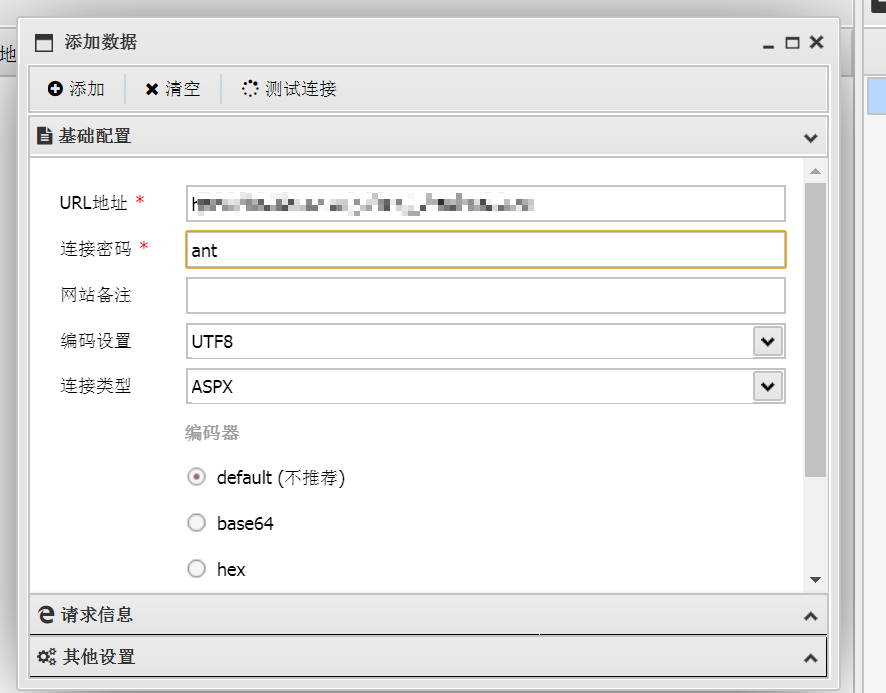 地
添加数据
添加 清空 测试连接
基础配置
URL地址 *
连接密码 * ant
网站备注
编码设置 UTF8
连接类型 ASPX
编码器
default (不推荐)
base64
hex
请求信息
其他设置